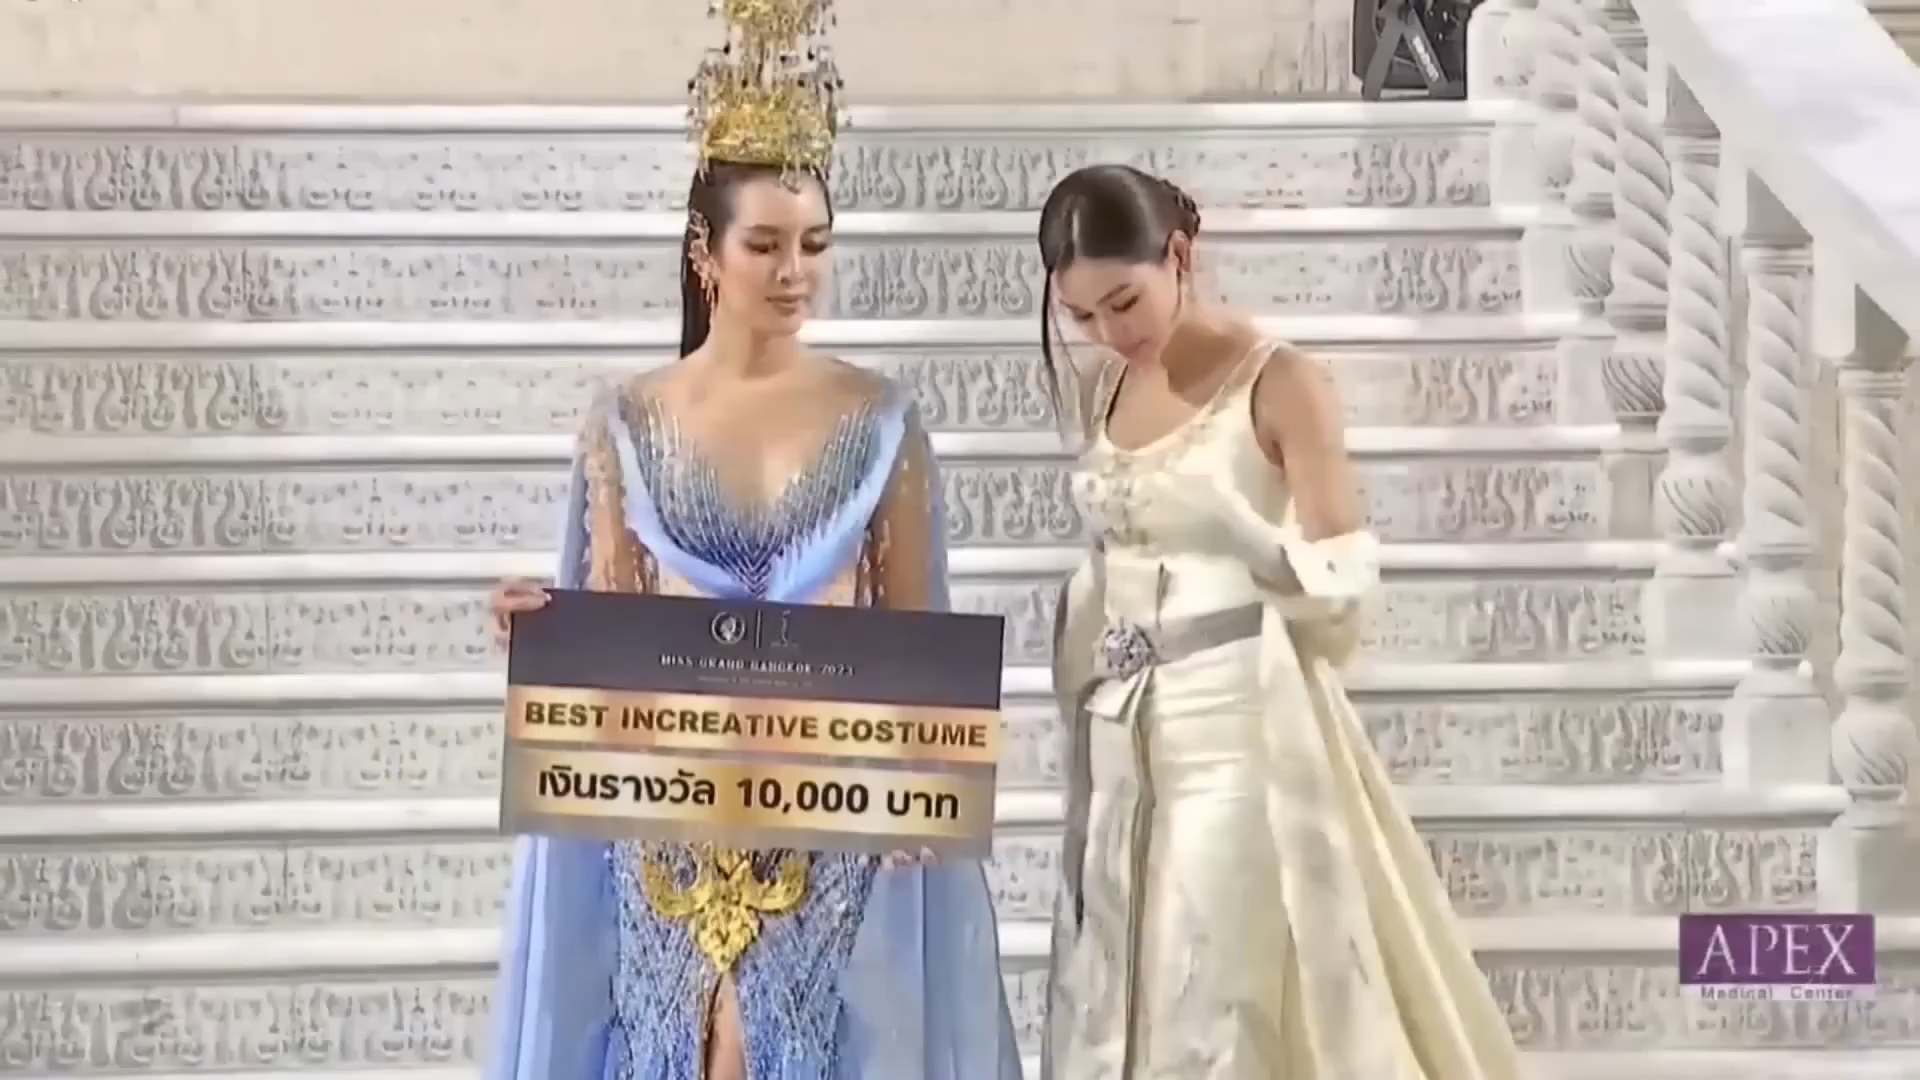 MISS GRAND BANGKOK 2023
BEST INCREATIVE COSTUME
เงินรางวัล 10,000 บาท
APEX
Medical Center